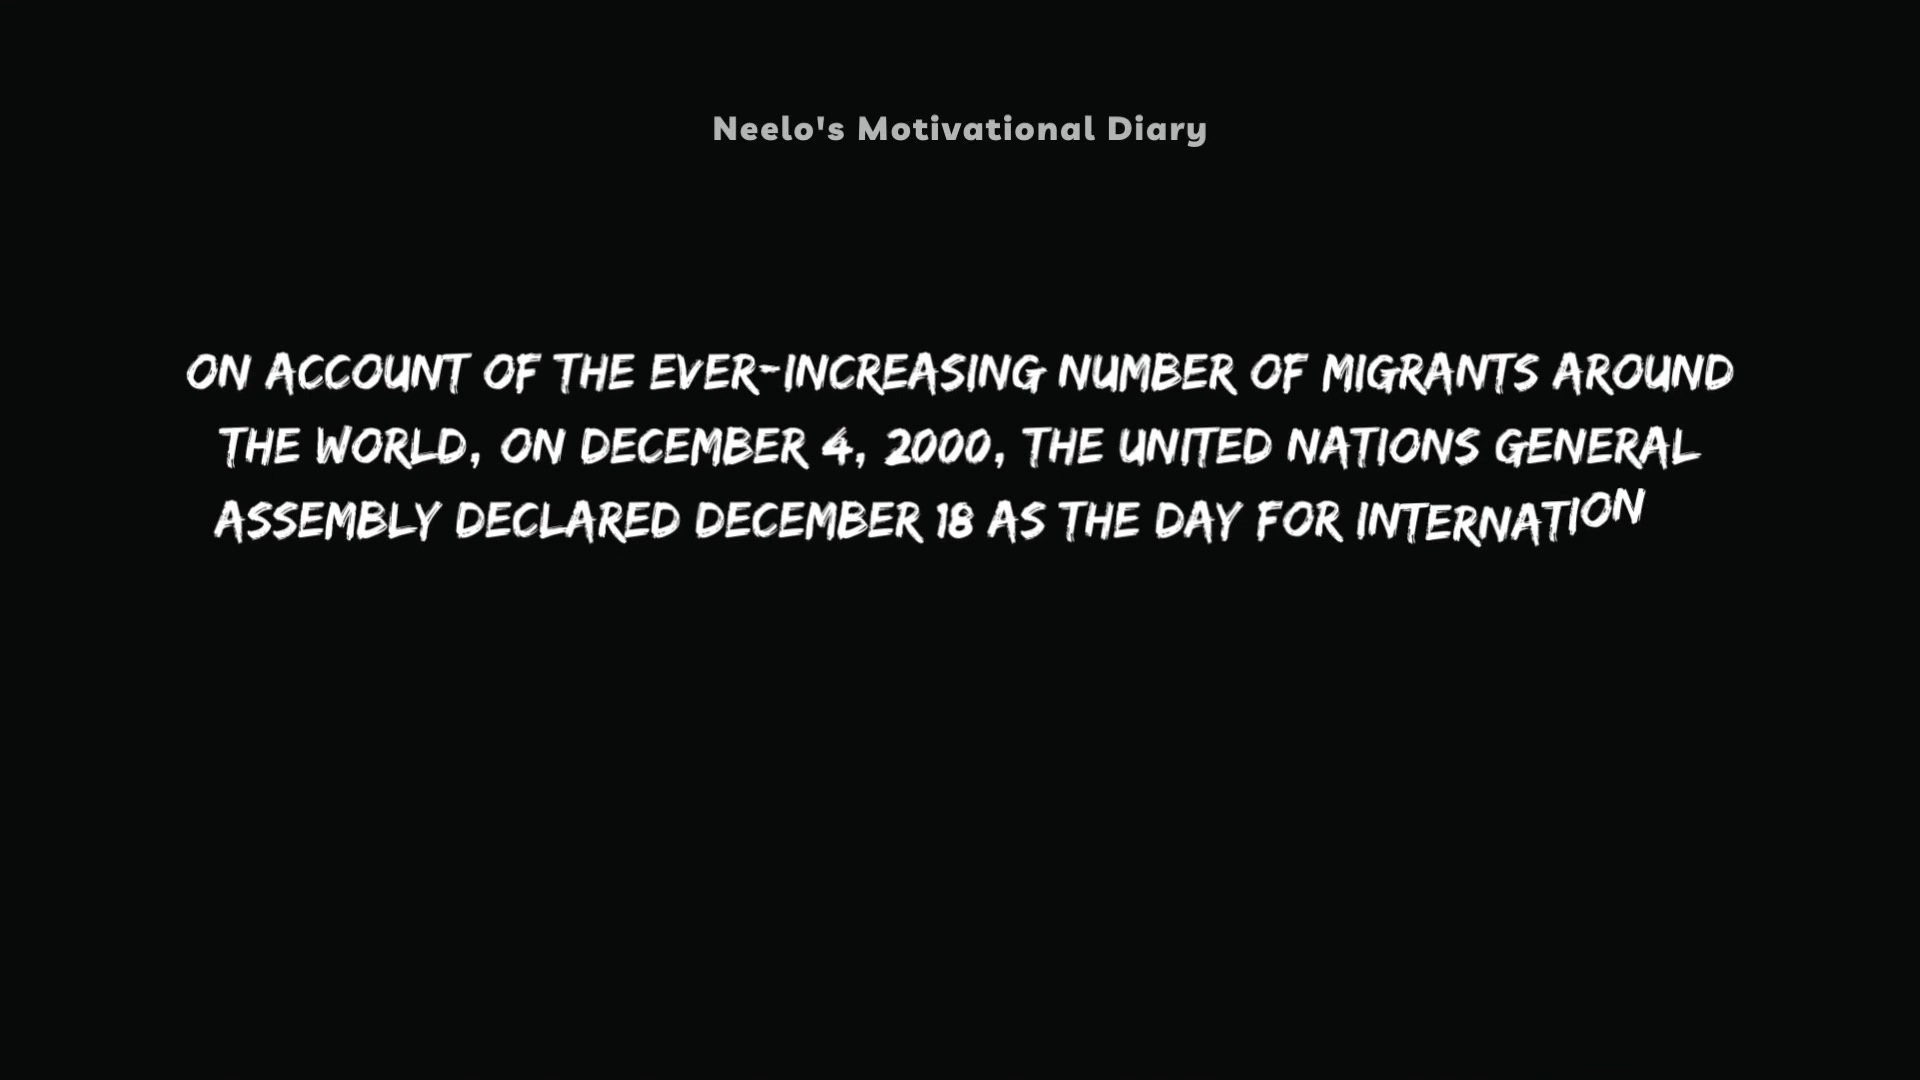 Neelo's Motivational Diary
ON ACCOUNT OF THE EVER-INCREASING NUMBER OF MIGRANTS AROUND
THE WORLD, ON DECEMBER 4, 2000, THE UNITED NATIONS GENERAL
ASSEMBLY DECLARED DECEMBER 18 AS THE DAY FOR INTERNATION